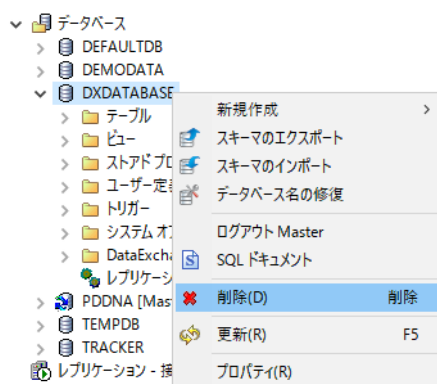 データベース
DEFAULTDB
DEMODATA
DXDATABASE
テーブル
ビュー
ストアドプロ
ユーザー定
トリガー
システム
DataExch
レプリケーシ
PDDNA [Mas
TEMPDB
TRACKER
レプリケーション - 接
新規作成
スキーマのエクスポート
スキーマのインポート
データベース名の修復
ログアウト Master
SQL ドキュメント
削除(D) 削除
更新(R) F5
プロパティ(R)